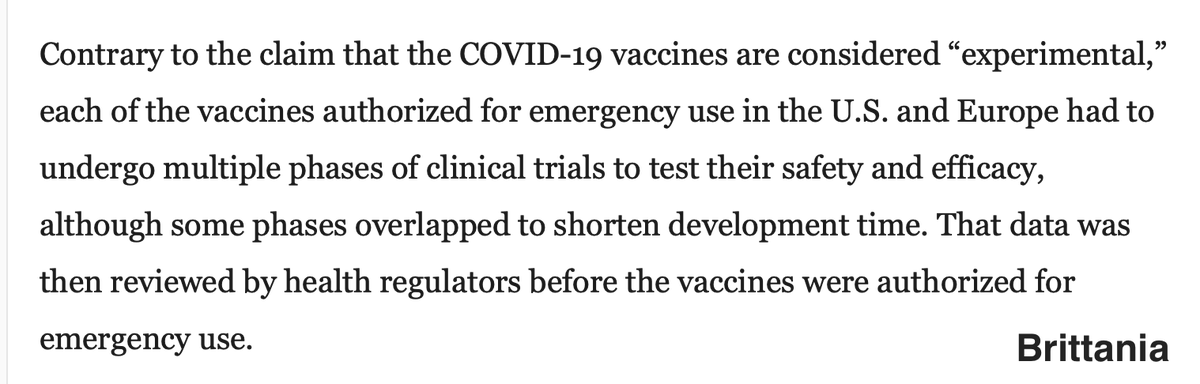 Contrary to the claim that the COVID-19 vaccines are considered “experimental,”
each of the vaccines authorized for emergency use in the U.S. and Europe had to
undergo multiple phases of clinical trials to test their safety and efficacy,
although some phases overlapped to shorten development time. That data was
then reviewed by health regulators before the vaccines were authorized for
emergency use.
Brittania